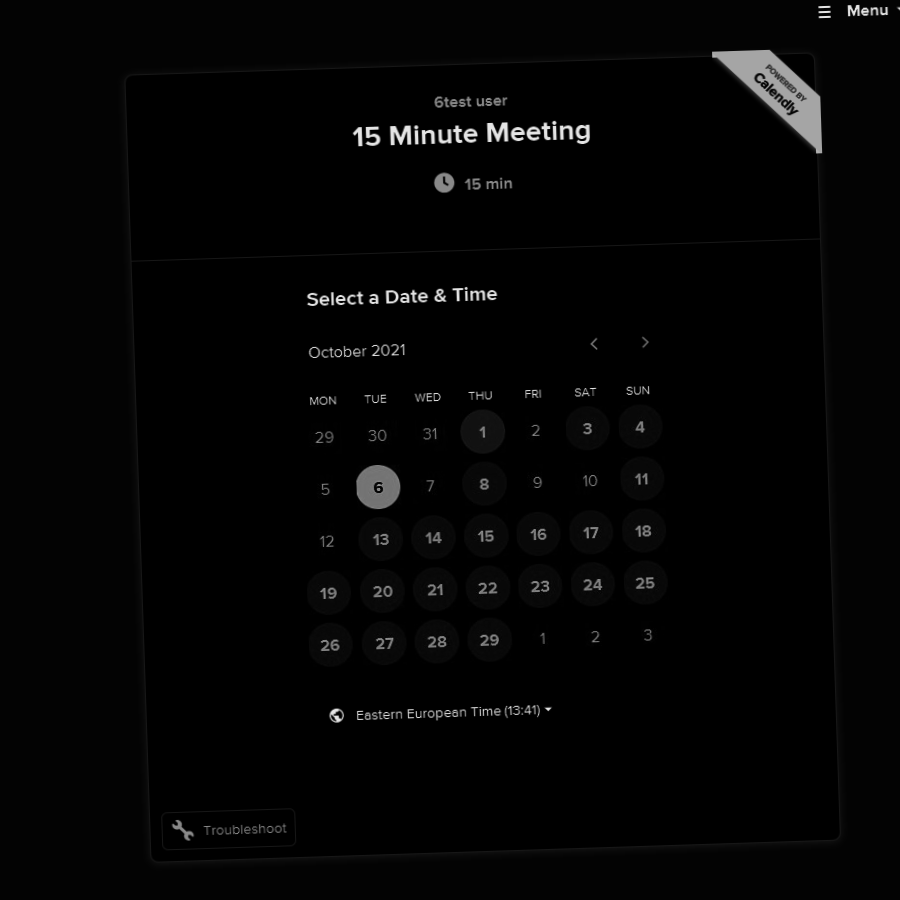 ☰ Menu
POWERED BY
Calendly
6test user
15 Minute Meeting
15 min
Select a Date & Time
October 2021
MON TUE WED THU FRI SAT SUN
29 30 31 1 2 3 4
5 6 7 8 9 10 11
12 13 14 15 16 17 18
19 20 21 22 23 24 25
26 27 28 29 1 2 3
Eastern European Time (13:41)
Troubleshoot